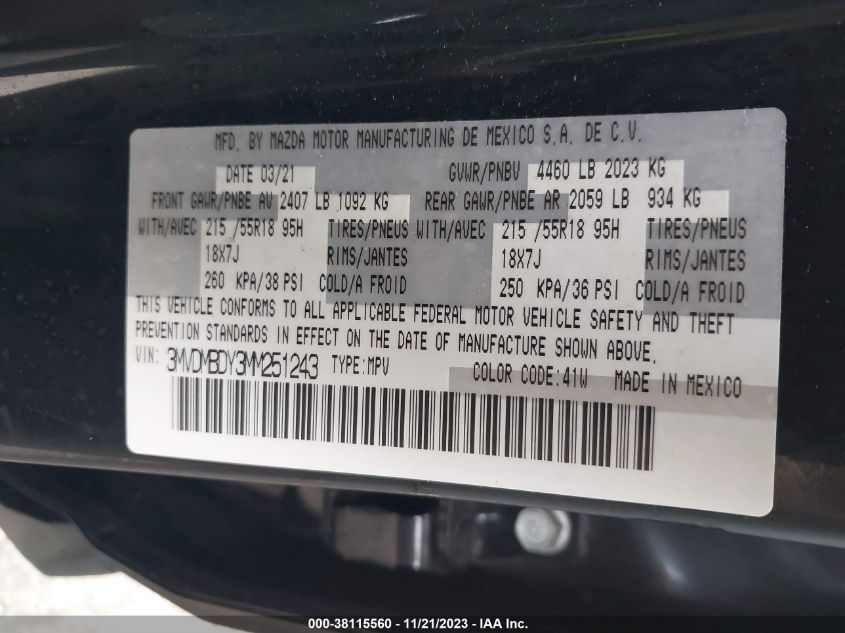 MFD. BY MAZDA MOTOR MANUFACTURING DE MEXICO S.A. DE C.V.
DATE 03/21 GVWR/PNBV 4460 LB 2023 KG
FRONT GAWR/PNBE AV 2407 LB 1092 KG REAR GAWR/PNBE AR 2059 LB 934 KG
WITH/AVEC 215 /55R18 95H TIRES/PNEUS WITH/AVEC 215 /55R18 95H TIRES/PNEUS
18X7J RIMS/JANTES 18X7J RIMS/JANTES
260 KPA/38 PSI COLD/A FROID 250 KPA/36 PSI COLD/A FROID
THIS VEHICLE CONFORMS TO ALL APPLICABLE FEDERAL MOTOR VEHICLE SAFETY AND THEFT
PREVENTION STANDARDS IN EFFECT ON THE DATE OF MANUFACTURE SHOWN ABOVE.
VIN: 3MVDMBDY3MM251243 TYPE:MPV COLOR CODE:41W MADE IN MEXICO
000-38115560 - 11/21/2023 - IAA Inc.